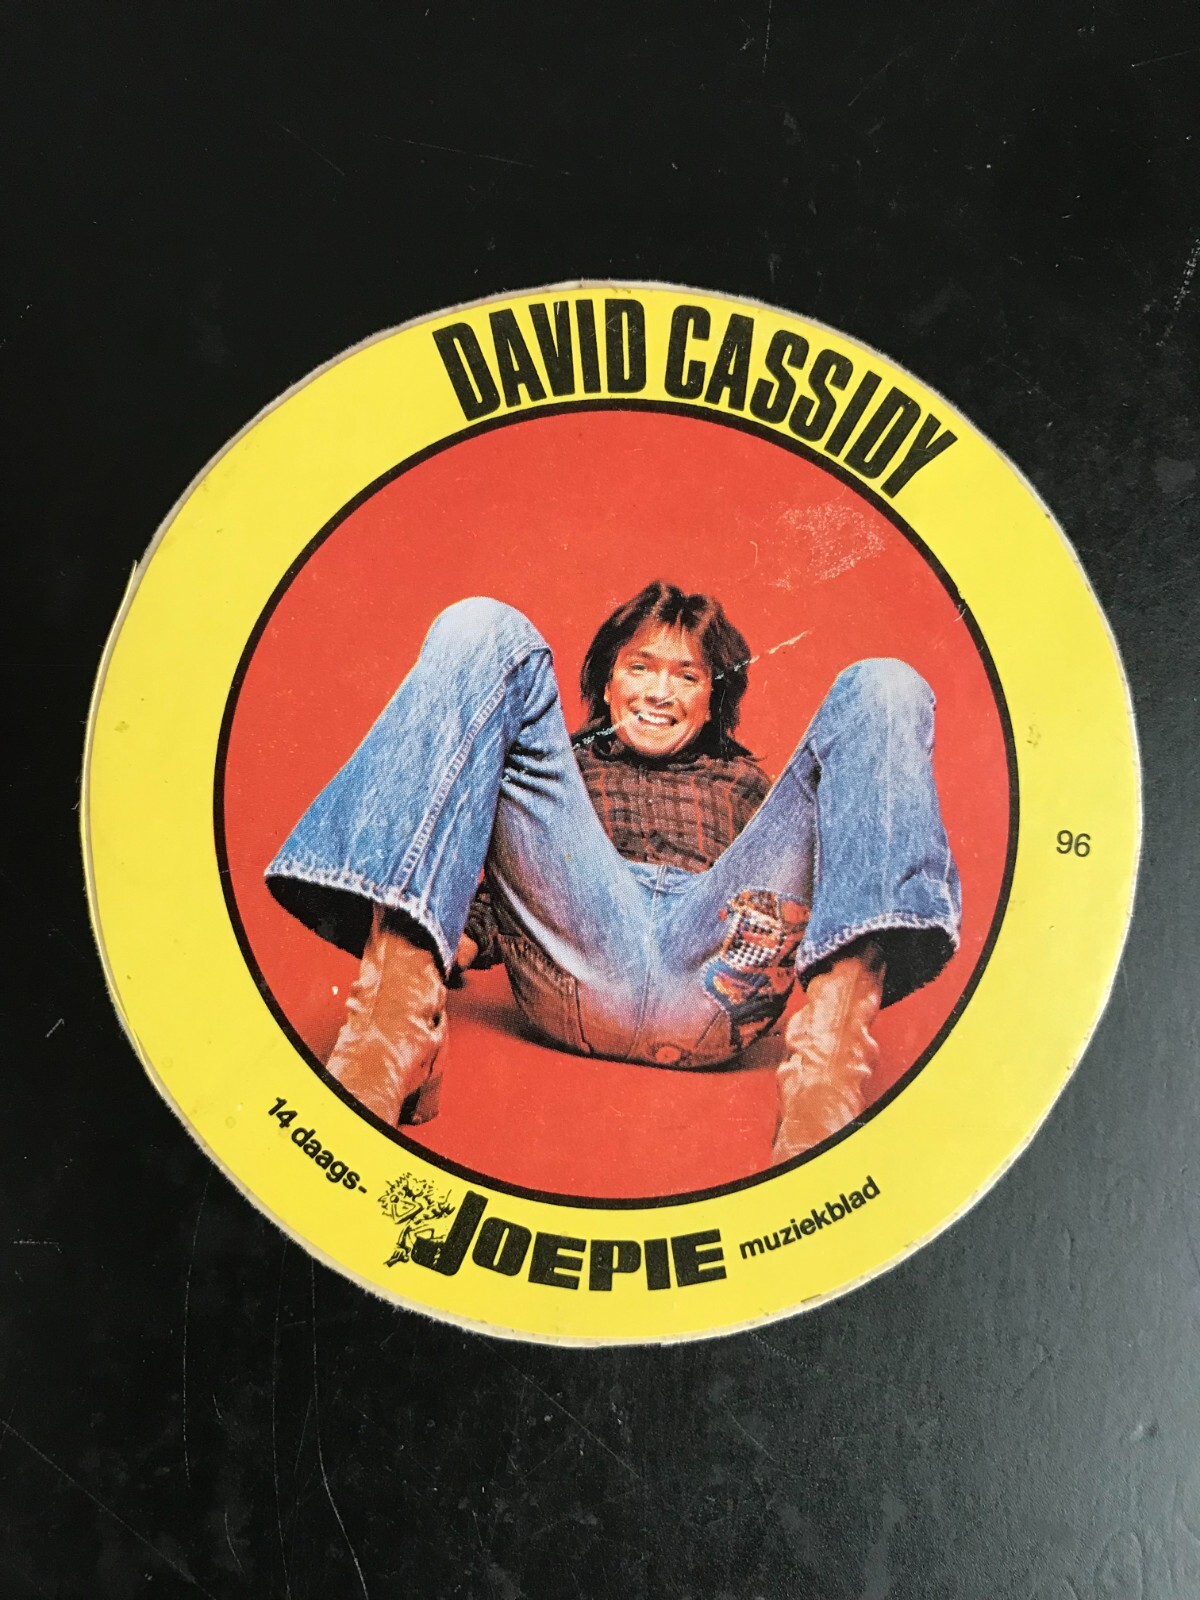 DAVID CASSIDY
96
14 daags-
JOEPIE
muziekblad